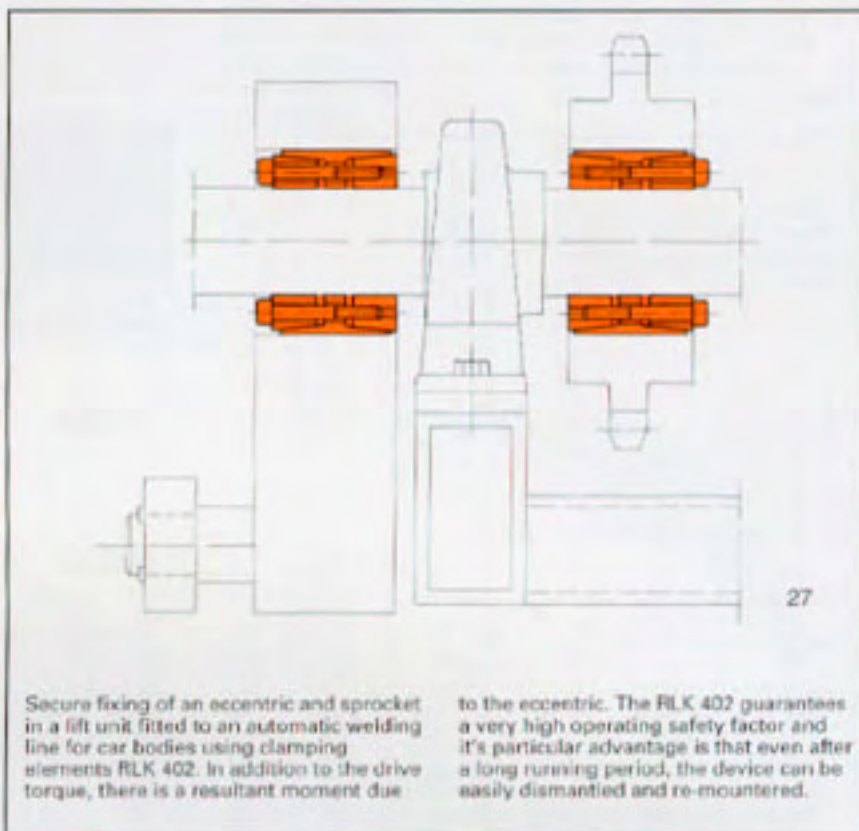 27
Secure fixing of an eccentric and sprocket
in a lift unit fitted to an automatic welding
line for car bodies using clamping
elements RLK 402. In addition to the drive
torque, there is a resultant moment due
to the eccentric. The RLK 402 guarantees
a very high operating safety factor and
it's particular advantage is that even after
a long running period, the device can be
easily dismantled and re-mountered.